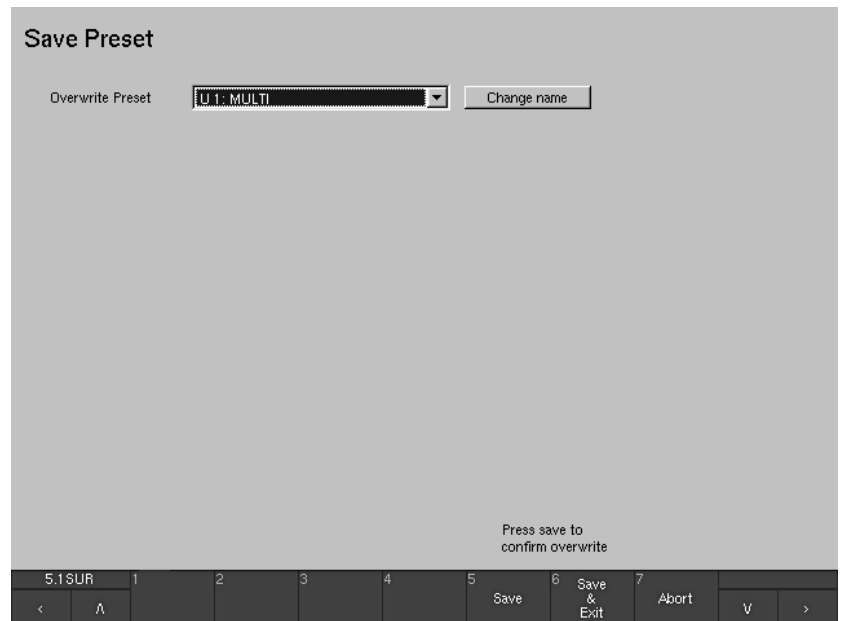 Save Preset
Overwrite Preset U 1: MULTI Change name
Press save to
confirm overwrite
5.1SUR 1 2 3 4 5 Save 6 Save & Exit 7 Abort
< Λ V >